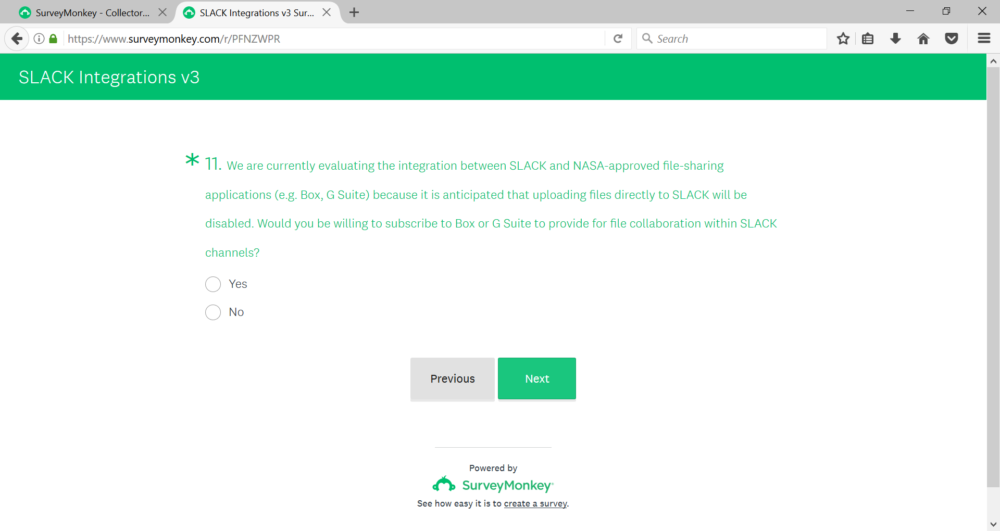 SurveyMonkey - Collector...
SLACK Integrations v3 Sur...
https://www.surveymonkey.com/r/PFNZWPR
Search
SLACK Integrations v3
* 11. We are currently evaluating the integration between SLACK and NASA-approved file-sharing
applications (e.g. Box, G Suite) because it is anticipated that uploading files directly to SLACK will be
disabled. Would you be willing to subscribe to Box or G Suite to provide for file collaboration within SLACK
channels?
Yes
No
Previous
Next
Powered by
SurveyMonkey®
See how easy it is to create a survey.